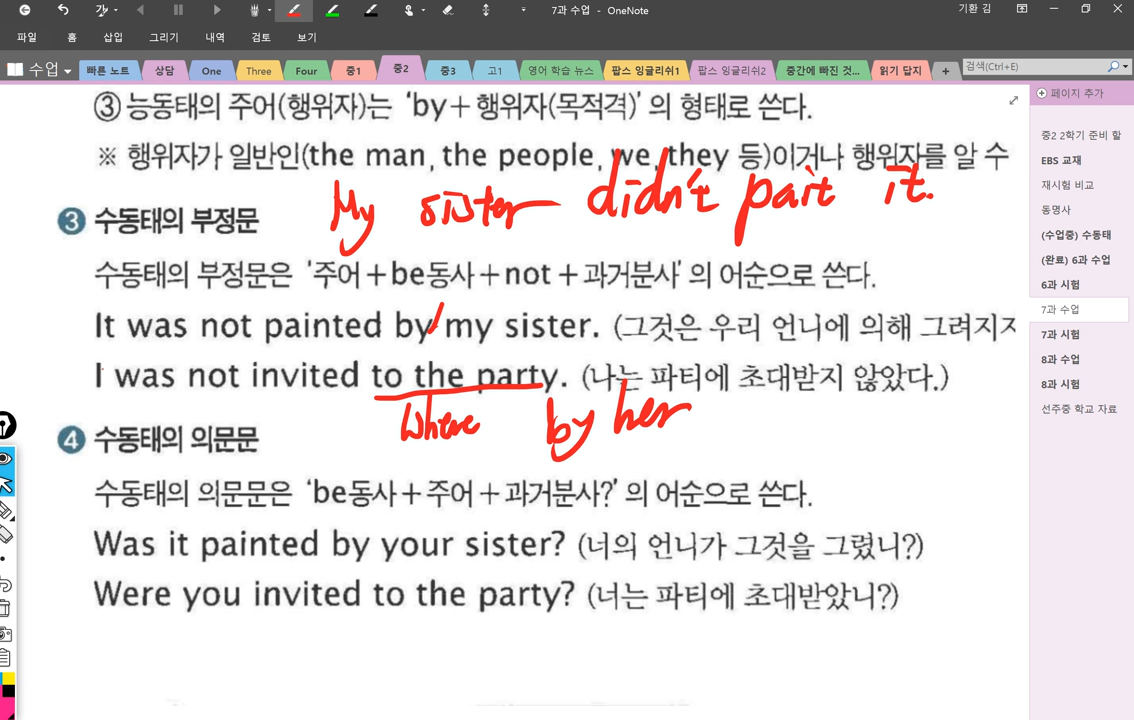 7과 수업 - OneNote
기환 김
파일 홈 삽입 그리기 내역 검토 보기
수업 빠른 노트 상담 One Three Four 중1 중2 중3 고1 영어 학습 뉴스 팝스 잉글리쉬1 팝스 잉글리쉬2 중간에 빠진 것... 읽기 답지 + 검색(Ctrl+E)
③ 능동태의 주어(행위자)는 ‘by+행위자(목적격)’의 형태로 쓴다.
※ 행위자가 일반인(the man, the people, we, they 등)이거나 행위자를 알 수
My sister didn't pait it.
3 수동태의 부정문
수동태의 부정문은 ‘주어+be동사+not+과거분사’의 어순으로 쓴다.
It was not painted by my sister. (그것은 우리 언니에 의해 그려지지
I was not invited to the party. (나는 파티에 초대받지 않았다.)
where by her
4 수동태의 의문문
수동태의 의문문은 ‘be동사+주어+과거분사?’의 어순으로 쓴다.
Was it painted by your sister? (너의 언니가 그것을 그렸니?)
Were you invited to the party? (너는 파티에 초대받았니?)
페이지 추가
중2 2학기 준비 할
EBS 교재
재시험 비교
동명사
(수업중) 수동태
(완료) 6과 수업
6과 시험
7과 수업
7과 시험
8과 수업
8과 시험
선주중 학교 자료